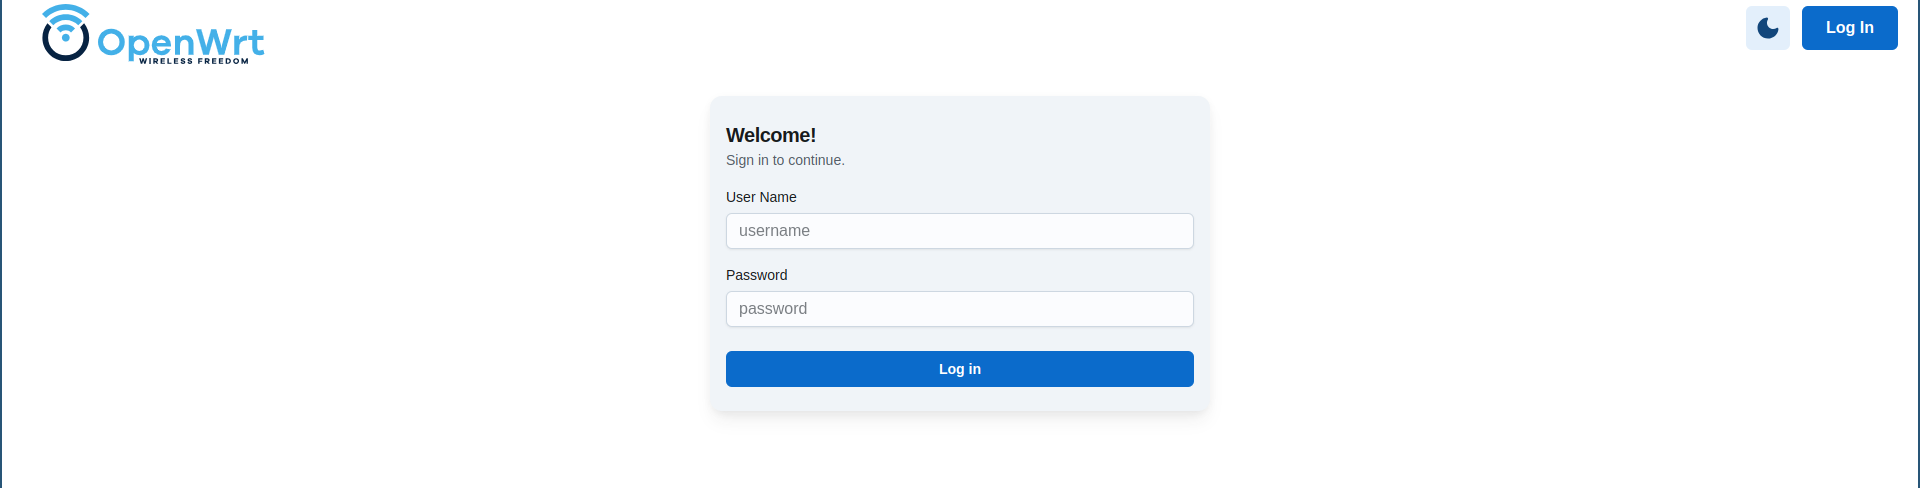 OpenWrt
WIRELESS FREEDOM
Log In
Welcome!
Sign in to continue.
User Name
username
Password
password
Log in